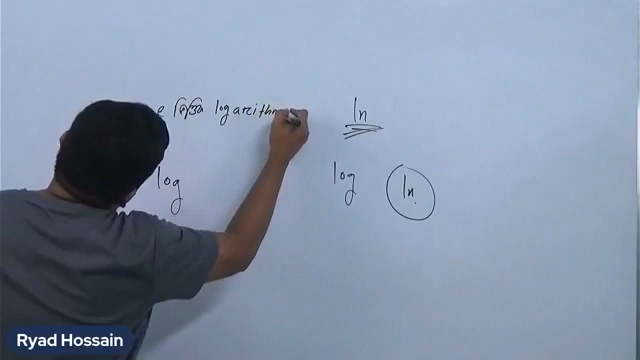 e ভিত্তিক logarithm ln
log log ln
Ryad Hossain